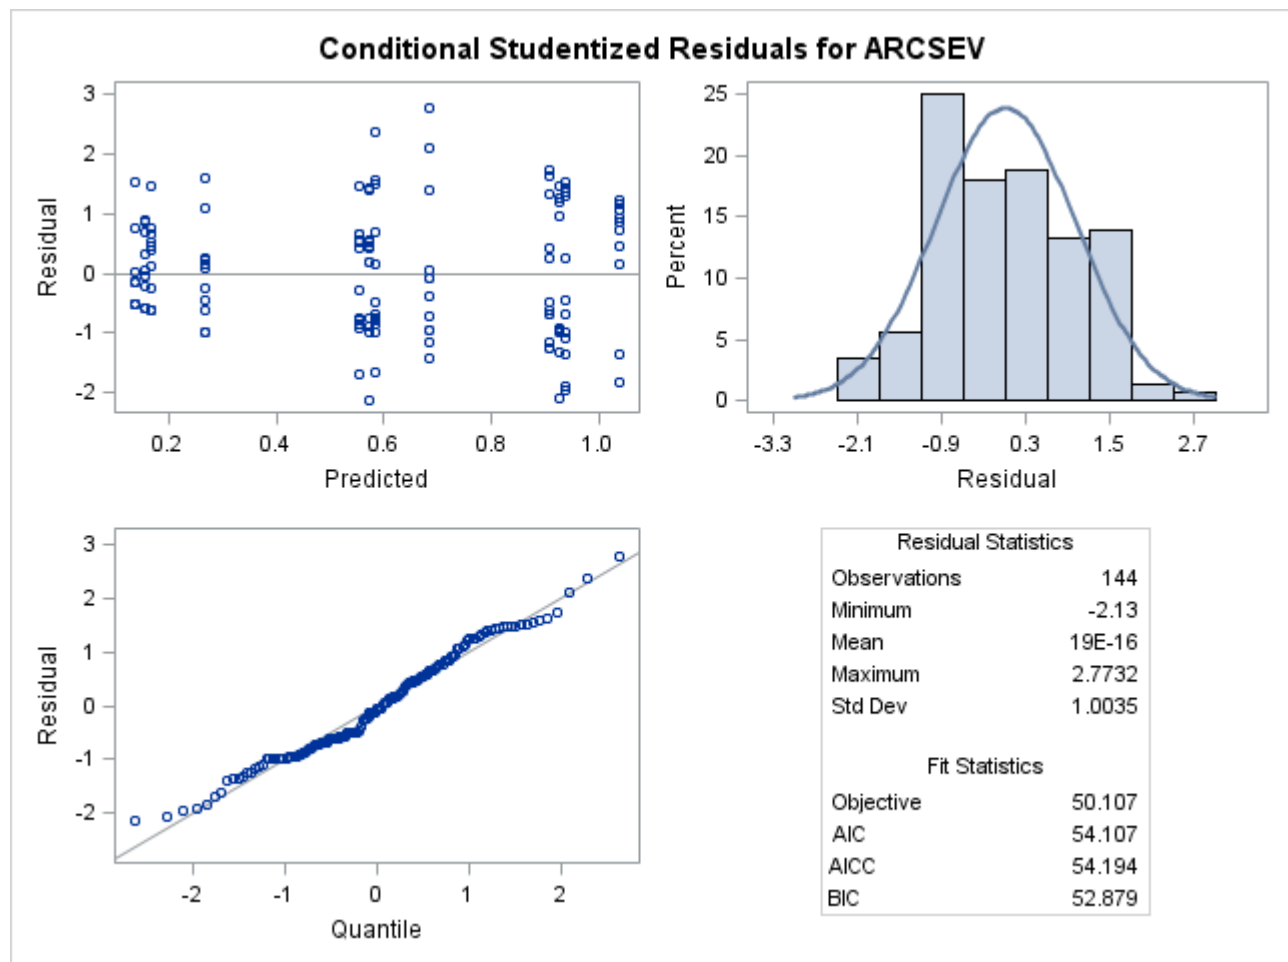 Conditional Studentized Residuals for ARCSEV
3
2
1
0
-1
-2
Residual
0.2 0.4 0.6 0.8 1.0
Predicted
25
20
15
10
5
0
Percent
-3.3 -2.1 -0.9 0.3 1.5 2.7
Residual
3
2
1
0
-1
-2
Residual
-2 -1 0 1 2
Quantile
Residual Statistics
Observations 144
Minimum -2.13
Mean 19E-16
Maximum 2.7732
Std Dev 1.0035
Fit Statistics
Objective 50.107
AIC 54.107
AICC 54.194
BIC 52.879